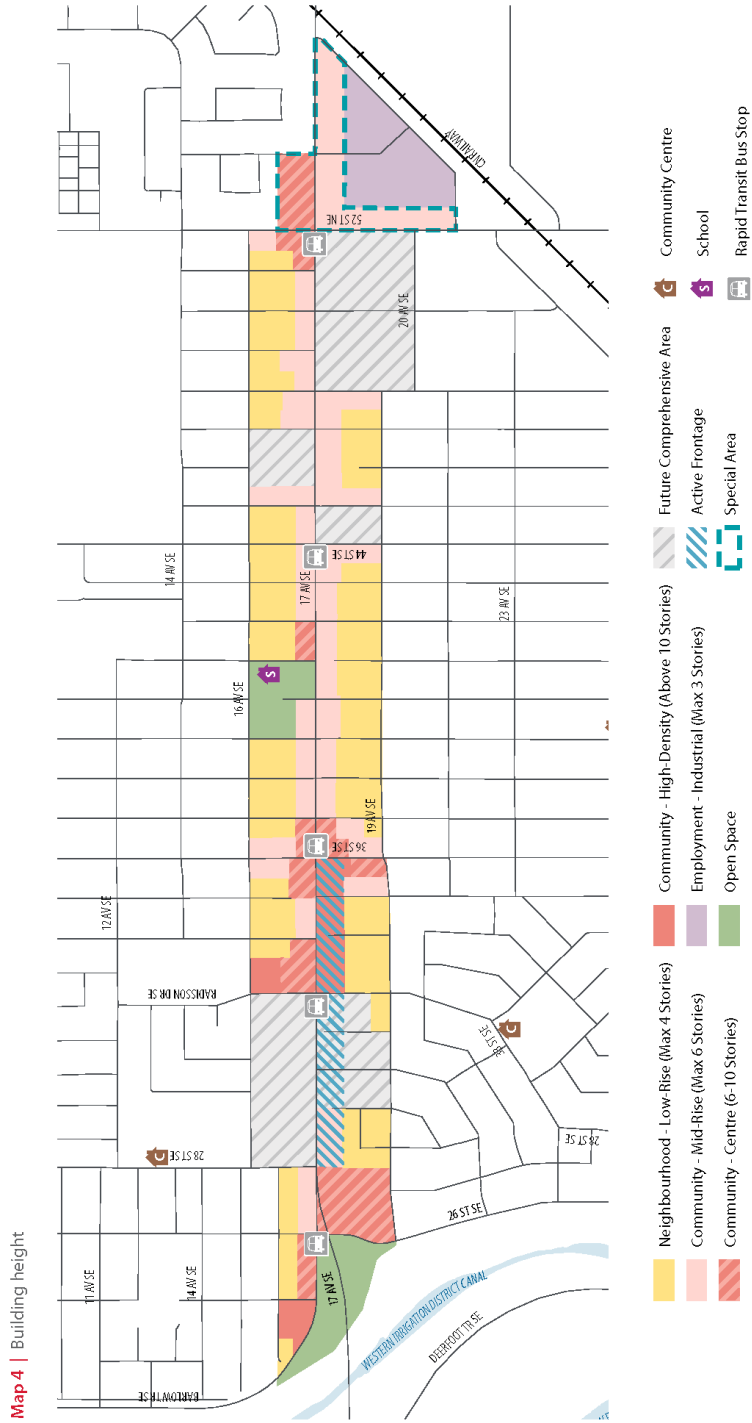 Map 4 | Building height
BARLOW TR SE
11 AV SE
14 AV SE
28 ST SE
RADISSON DR SE
12 AV SE
16 AV SE
14 AV SE
17 AV SE
17 AV SE
WESTERN IRRIGATION DISTRICT CANAL
DEERFOOT TR SE
26 ST SE
28 ST SE
36 ST SE
19 AV SE
44 ST SE
23 AV SE
20 AV SE
52 ST NE
CN RAILWAY
C
C
S
Neighbourhood - Low-Rise (Max 4 Stories)
Community - Mid-Rise (Max 6 Stories)
Community - Centre (6-10 Stories)
Community - High-Density (Above 10 Stories)
Employment - Industrial (Max 3 Stories)
Open Space
Future Comprehensive Area
Active Frontage
Special Area
C Community Centre
S School
Rapid Transit Bus Stop